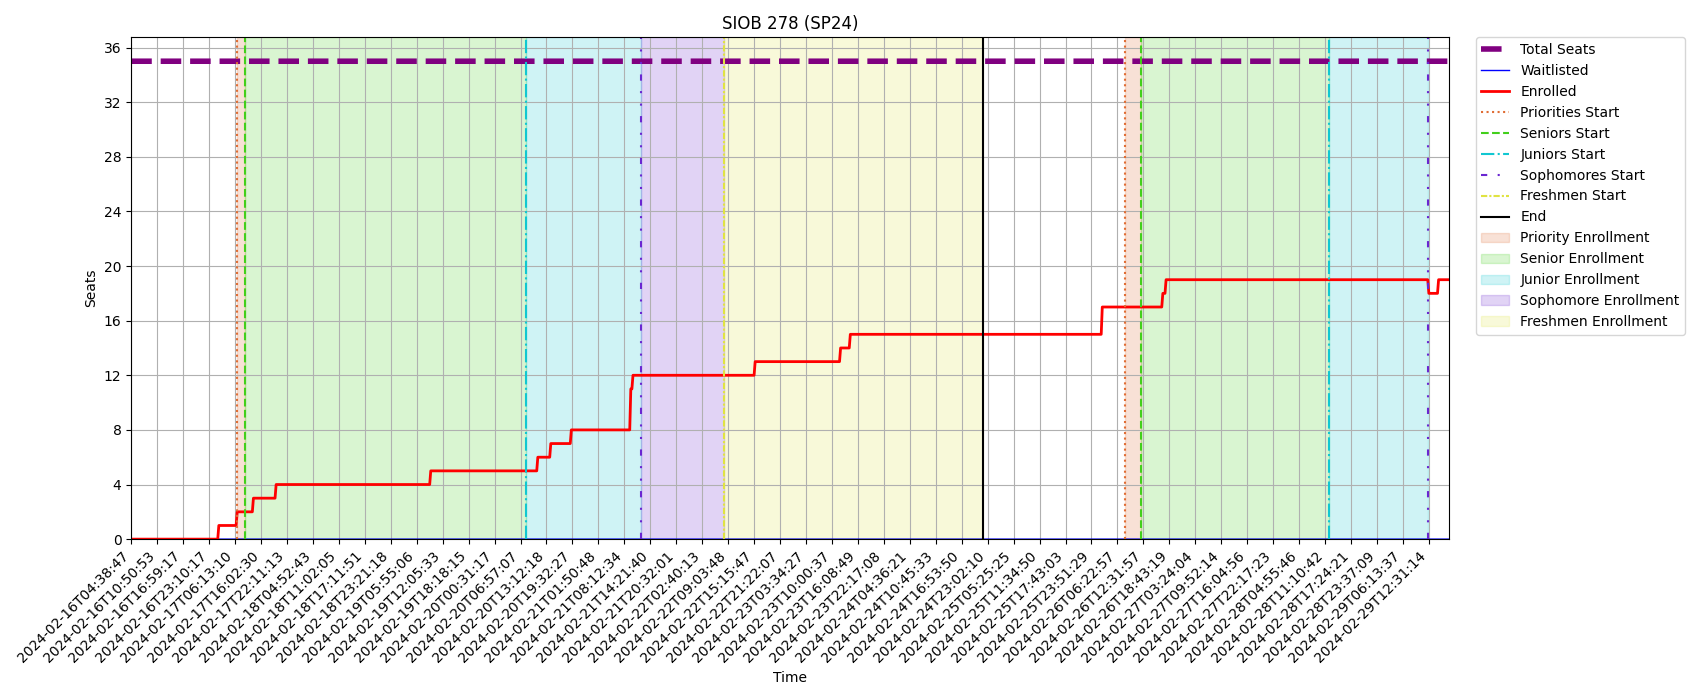 SIOB 278 (SP24)
Seats
36
32
28
24
20
16
12
8
4
0
2024-02-16T04:38:47
2024-02-16T10:50:53
2024-02-16T16:59:17
2024-02-16T23:10:17
2024-02-17T06:13:10
2024-02-17T16:02:30
2024-02-17T22:11:13
2024-02-18T04:52:43
2024-02-18T11:02:05
2024-02-18T17:11:51
2024-02-18T23:21:18
2024-02-19T05:55:06
2024-02-19T12:05:33
2024-02-19T18:18:15
2024-02-20T00:31:17
2024-02-20T06:57:07
2024-02-20T13:12:18
2024-02-20T19:32:27
2024-02-21T01:50:48
2024-02-21T08:12:34
2024-02-21T14:21:40
2024-02-21T20:32:01
2024-02-22T02:40:13
2024-02-22T09:03:48
2024-02-22T15:15:47
2024-02-22T21:22:07
2024-02-23T03:34:27
2024-02-23T10:00:37
2024-02-23T16:08:49
2024-02-23T22:17:08
2024-02-24T04:36:21
2024-02-24T10:45:33
2024-02-24T16:53:50
2024-02-24T23:02:10
2024-02-25T05:25:25
2024-02-25T11:34:50
2024-02-25T17:43:03
2024-02-25T23:51:29
2024-02-26T06:22:57
2024-02-26T12:31:57
2024-02-26T18:43:19
2024-02-27T03:24:04
2024-02-27T09:52:14
2024-02-27T16:04:56
2024-02-27T22:17:23
2024-02-28T04:55:46
2024-02-28T11:10:42
2024-02-28T17:24:21
2024-02-28T23:37:09
2024-02-29T06:13:37
2024-02-29T12:31:14
Time
Total Seats
Waitlisted
Enrolled
Priorities Start
Seniors Start
Juniors Start
Sophomores Start
Freshmen Start
End
Priority Enrollment
Senior Enrollment
Junior Enrollment
Sophomore Enrollment
Freshmen Enrollment